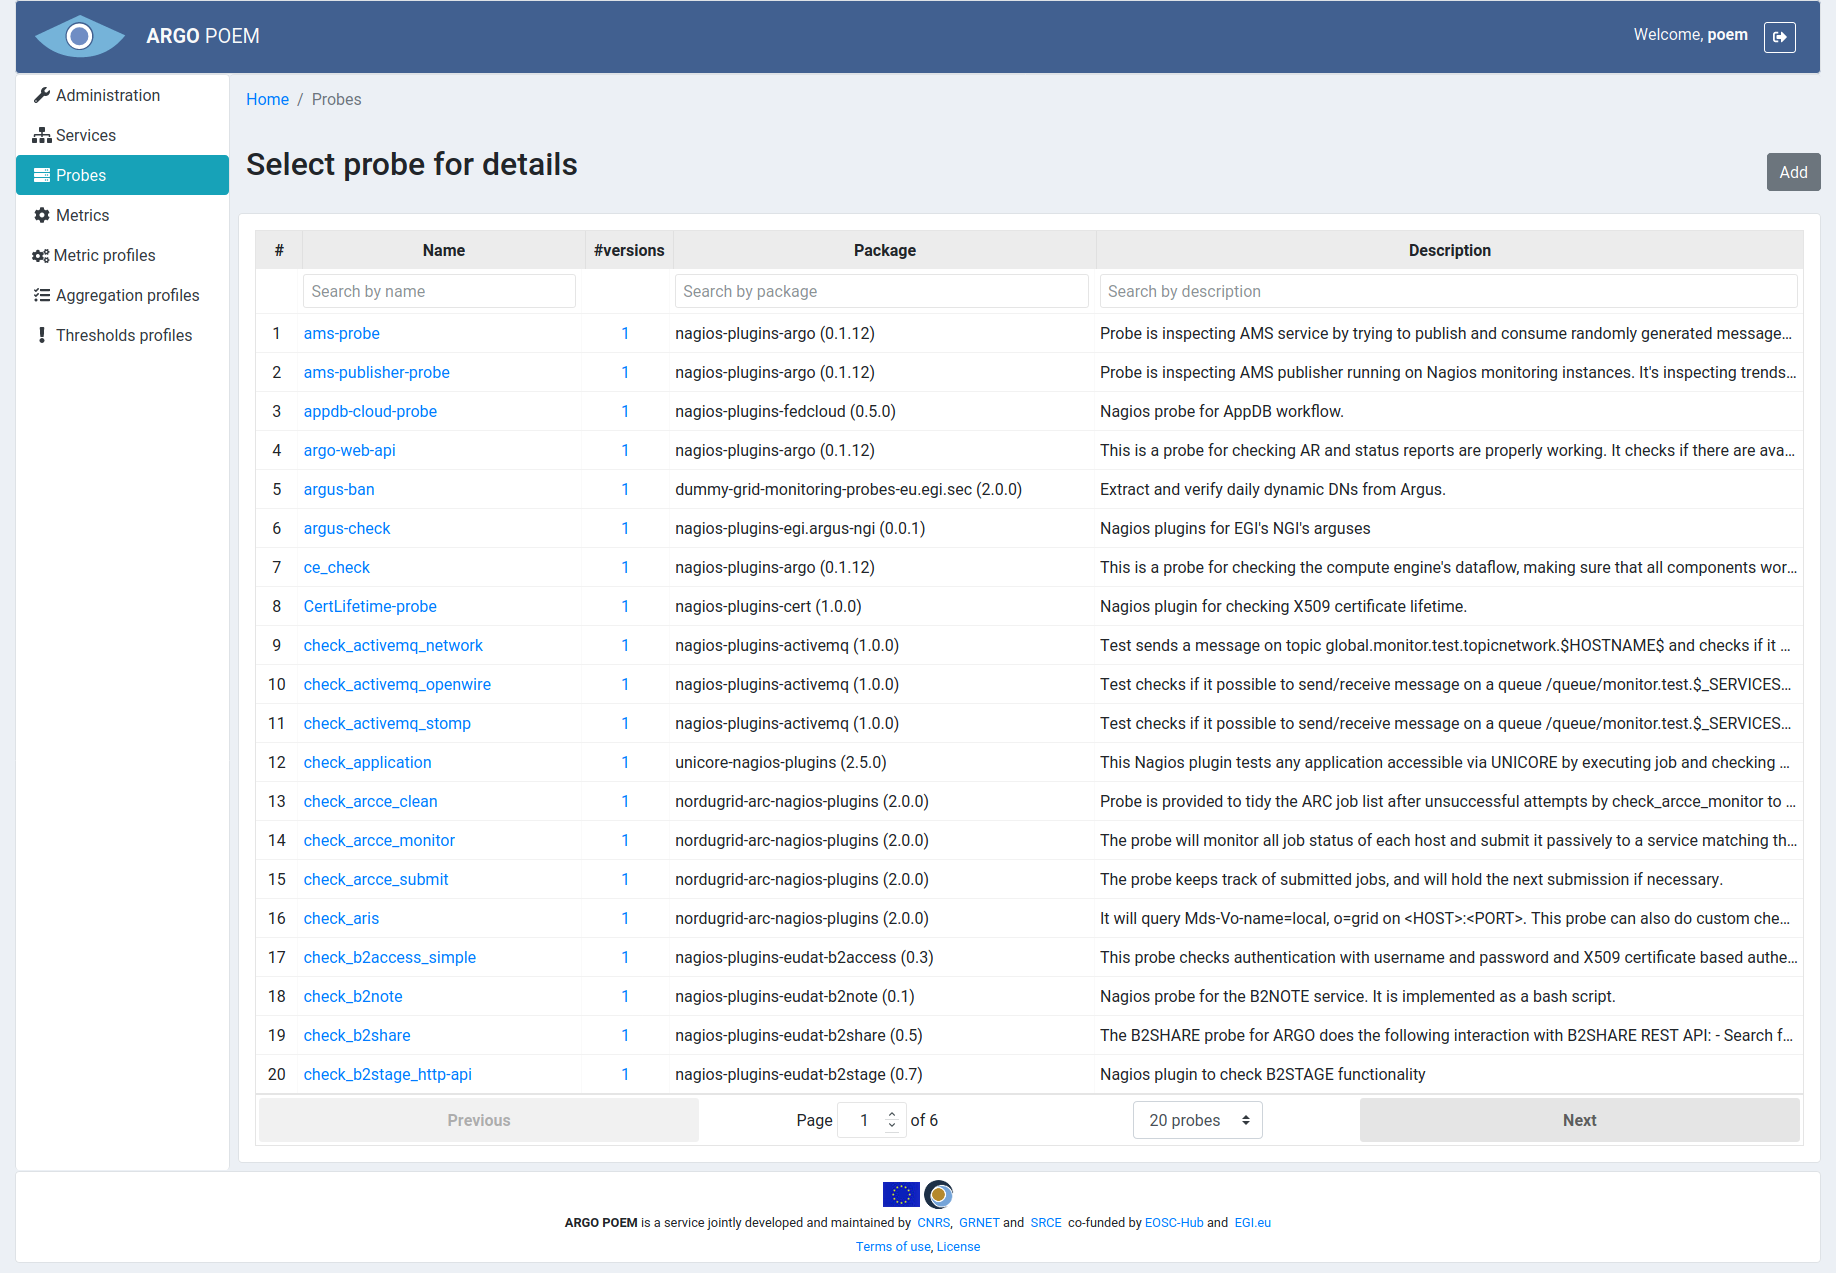 ARGO POEM
Welcome, poem
Administration
Services
Probes
Metrics
Metric profiles
Aggregation profiles
Thresholds profiles
Home / Probes
Select probe for details
Add
# Name #versions Package Description
Search by name Search by package Search by description
1 ams-probe 1 nagios-plugins-argo (0.1.12) Probe is inspecting AMS service by trying to publish and consume randomly generated message...
2 ams-publisher-probe 1 nagios-plugins-argo (0.1.12) Probe is inspecting AMS publisher running on Nagios monitoring instances. It's inspecting trends...
3 appdb-cloud-probe 1 nagios-plugins-fedcloud (0.5.0) Nagios probe for AppDB workflow.
4 argo-web-api 1 nagios-plugins-argo (0.1.12) This is a probe for checking AR and status reports are properly working. It checks if there are ava...
5 argus-ban 1 dummy-grid-monitoring-probes-eu.egi.sec (2.0.0) Extract and verify daily dynamic DNs from Argus.
6 argus-check 1 nagios-plugins-egi.argus-ngi (0.0.1) Nagios plugins for EGI's NGI's arguses
7 ce_check 1 nagios-plugins-argo (0.1.12) This is a probe for checking the compute engine's dataflow, making sure that all components wor...
8 CertLifetime-probe 1 nagios-plugins-cert (1.0.0) Nagios plugin for checking X509 certificate lifetime.
9 check_activemq_network 1 nagios-plugins-activemq (1.0.0) Test sends a message on topic global.monitor.test.topicnetwork.$HOSTNAME$ and checks if it ...
10 check_activemq_openwire 1 nagios-plugins-activemq (1.0.0) Test checks if it possible to send/receive message on a queue /queue/monitor.test.$_SERVICES...
11 check_activemq_stomp 1 nagios-plugins-activemq (1.0.0) Test checks if it possible to send/receive message on a queue /queue/monitor.test.$_SERVICES...
12 check_application 1 unicore-nagios-plugins (2.5.0) This Nagios plugin tests any application accessible via UNICORE by executing job and checking ...
13 check_arcce_clean 1 nordugrid-arc-nagios-plugins (2.0.0) Probe is provided to tidy the ARC job list after unsuccessful attempts by check_arcce_monitor to ...
14 check_arcce_monitor 1 nordugrid-arc-nagios-plugins (2.0.0) The probe will monitor all job status of each host and submit it passively to a service matching th...
15 check_arcce_submit 1 nordugrid-arc-nagios-plugins (2.0.0) The probe keeps track of submitted jobs, and will hold the next submission if necessary.
16 check_aris 1 nordugrid-arc-nagios-plugins (2.0.0) It will query Mds-Vo-name=local, o=grid on <HOST>:<PORT>. This probe can also do custom che...
17 check_b2access_simple 1 nagios-plugins-eudat-b2access (0.3) This probe checks authentication with username and password and X509 certificate based authe...
18 check_b2note 1 nagios-plugins-eudat-b2note (0.1) Nagios probe for the B2NOTE service. It is implemented as a bash script.
19 check_b2share 1 nagios-plugins-eudat-b2share (0.5) The B2SHARE probe for ARGO does the following interaction with B2SHARE REST API: - Search f...
20 check_b2stage_http-api 1 nagios-plugins-eudat-b2stage (0.7) Nagios plugin to check B2STAGE functionality
Previous Page 1 of 6 20 probes Next
ARGO POEM is a service jointly developed and maintained by CNRS, GRNET and SRCE co-funded by EOSC-Hub and EGI.eu
Terms of use, License